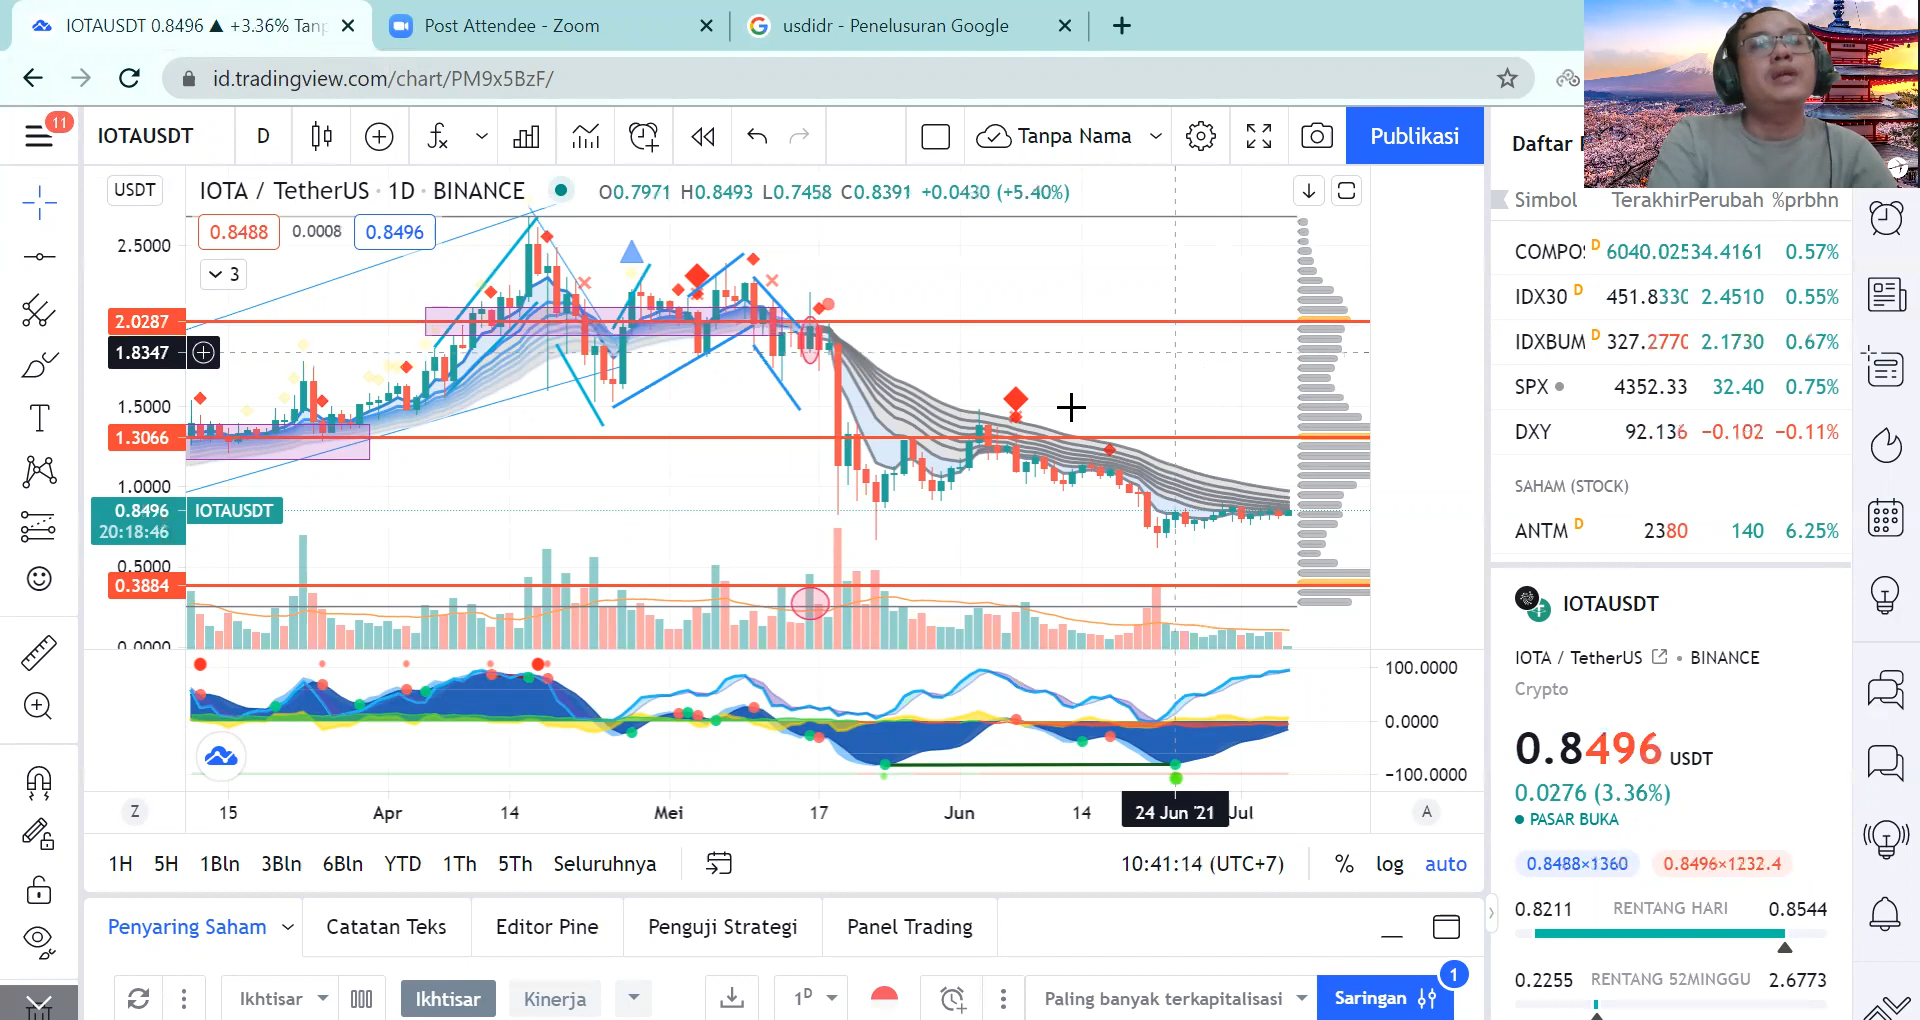 IOTAUSDT 0.8496 ▲ +3.36% Tanp
Post Attendee - Zoom
usdidr - Penelusuran Google
id.tradingview.com/chart/PM9x5BzF/
11
IOTAUSDT
D
Tanpa Nama
Publikasi
Daftar
USDT
IOTA / TetherUS · 1D · BINANCE
O0.7971 H0.8493 L0.7458 C0.8391 +0.0430 (+5.40%)
0.8488
0.0008
0.8496
3
2.5000
2.0287
1.8347
1.5000
1.3066
1.0000
0.8496
20:18:46
IOTAUSDT
0.5000
0.3884
0.0000
100.0000
0.0000
-100.0000
Z
15
Apr
14
Mei
17
Jun
14
24 Jun '21
Jul
A
1H 5H 1Bln 3Bln 6Bln YTD 1Th 5Th Seluruhnya
10:41:14 (UTC+7)
% log auto
Penyaring Saham
Catatan Teks
Editor Pine
Penguji Strategi
Panel Trading
Ikhtisar
Ikhtisar
Kinerja
1D
Paling banyak terkapitalisasi
Saringan
1
Simbol Terakhir Perubah %prbhn
COMPOS D 6040.025 34.4161 0.57%
IDX30 D 451.8330 2.4510 0.55%
IDXBUM D 327.2770 2.1730 0.67%
SPX 4352.33 32.40 0.75%
DXY 92.136 −0.102 −0.11%
SAHAM (STOCK)
ANTM D 2380 140 6.25%
IOTAUSDT
IOTA / TetherUS • BINANCE
Crypto
0.8496 USDT
0.0276 (3.36%)
PASAR BUKA
0.8488×1360
0.8496×1232.4
0.8211 RENTANG HARI 0.8544
0.2255 RENTANG 52MINGGU 2.6773